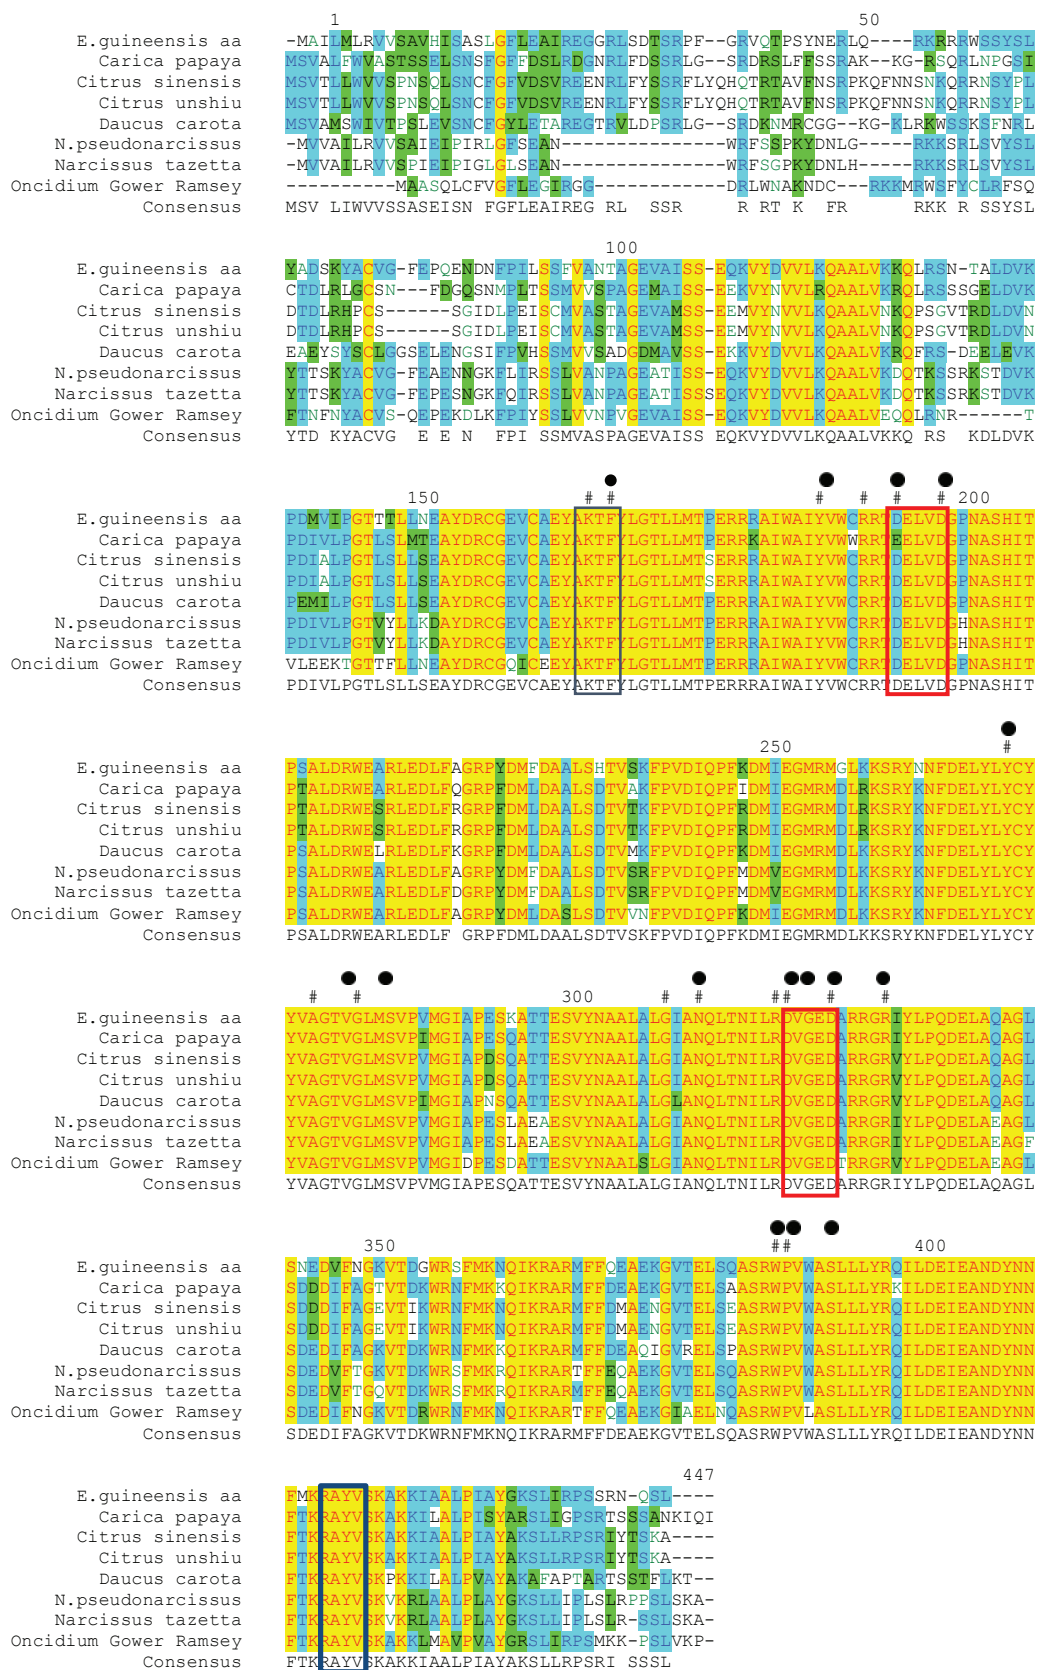 1 50
E.guineensis aa -MAILMLRVVSAVHISASLGFLEAIREGGRLSDTSRPF--GRVQTPSYNERLQ----RKRRRWSSYSL
Carica papaya MSVALFWVASTSSELSNSFGFFDSLRDGNRLFDSSRLG--SRDRSLFFSSRAK--KG-RSQRLNPGSI
Citrus sinensis MSVTLLWVVSPNSQLSNCFGFVDSVREENRLFYSSRFLYQHQTRTAVFNSRPKQFNNSNKQRRNSYPL
Citrus unshiu MSVTLLWVVSPNSQLSNCFGFVDSVREENRLFYSSRFLYQHQTRTAVFNSRPKQFNNSNKQRRNSYPL
Daucus carota MSVAMSWIVTPSLEVSNCFGYLETAREGTRVLDPSRLG--SRDKNMRCGG--KG-KLRKWSSKSFNRL
N.pseudonarcissus -MVVAILRVVSAIEIPIRLGFSEAN-------------WRFSSPKYDNLG-----RKKSRLSVYSL
Narcissus tazetta -MVVAILRVVSPIEIPIGLGLSEAN-------------WRFSGPKYDNLH-----RRKSRLSVYSL
Oncidium Gower Ramsey ----------MAASQLCFVGFLEGIRGG------------DRLWNAKNDC---RKKMRWSFYCLRFSQ
Consensus MSV LIWVVSSASEISN FGFLEAIREG RL SSR R RT K FR RKK R SSYSL
100
E.guineensis aa YADSKYACVG-FEPQENDNFPILSSFVANTAGEVAISS-EQKVYDVVLKQAALVKKQLRSN-TALDVK
Carica papaya CTDLRLGCSN---FDGQSNMPLTSSMVVSPAGEMAISS-EEKVYNVVLRQAALVKRQLRSSSGELDVK
Citrus sinensis DTDLRHPCS-----SGIDLPEISCMVASTAGEVAMSS-EEMVYNVVLKQAALVNKQPSGVTRDLDVN
Citrus unshiu DTDLRHPCS-----SGIDLPEISCMVASTAGEVAMSS-EEMVYNVVLKQAALVNKQPSGVTRDLDVN
Daucus carota EAEYSYSCLGGSELENGSIFPVHSSMVVSADGDMAVSS-EKKVYDVVLKQAALVKRQFRS-DEELEVK
N.pseudonarcissus YTTSKYACVG-FEAENNGKFLIRSSLVANPAGEATISS-EQKVYDVVLKQAALVKDQTKSSRKSTDVK
Narcissus tazetta YTTSKYACVG-FEPESNGKFQIRSSLVANPAGEATISSSEQKVYDVVLKQAALVKDQTKSSRKSTDVK
Oncidium Gower Ramsey FTNFNYACVS-QEPEKDLKFPIYSSLVVNPVGEVAISS-EQKVYDVVLKQAALVEQQLRNR------T
Consensus YTD KYACVG E E N FPI SSMVASPAGEVAISS EQKVYDVVLKQAALVKKQ RS KDLDVK
● ● ● ●
150 # # # # # # 200
E.guineensis aa PDMVIPGTTTLLNEAYDRCGEVCAEYAKTFYLGTLLMTPERRRAIWAIYVWCRRTDELVDGPNASHIT
Carica papaya PDIVLPGTLSLMTEAYDRCGEVCAEYAKTFYLGTLLMTPERRKAIWAIYVWWRRTEELVDGPNASHIT
Citrus sinensis PDIALPGTLSLLSEAYDRCGEVCAEYAKTFYLGTLLMTSERRRAIWAIYVWCRRTDELVDGPNASHIT
Citrus unshiu PDIALPGTLSLLSEAYDRCGEVCAEYAKTFYLGTLLMTSERRRAIWAIYVWCRRTDELVDGPNASHIT
Daucus carota PEMILPGTLSLLSEAYDRCGEVCAEYAKTFYLGTLLMTPERRRAIWAIYVWCRRTDELVDGPNASHIT
N.pseudonarcissus PDIVLPGTVYLLKDAYDRCGEVCAEYAKTFYLGTLLMTPERRRAIWAIYVWCRRTDELVDGHNASHIT
Narcissus tazetta PDIVLPGTVYLLKDAYDRCGEVCAEYAKTFYLGTLLMTPERRRAIWAIYVWCRRTDELVDGHNASHIT
Oncidium Gower Ramsey VLEEKTGTTFLLNEAYDRCGQICEEYAKTFYLGTLLMTPERRRAIWAIYVWCRRTDELVDGPNASHIT
Consensus PDIVLPGTLSLLSEAYDRCGEVCAEYAKTFYLGTLLMTPERRRAIWAIYVWCRRTDELVDGPNASHIT
●
250 #
E.guineensis aa PSALDRWEARLEDLFAGRPYDMFDAALSHTVSKFPVDIQPFKDMIEGMRMGLKKSRYNNFDELYLYCY
Carica papaya PTALDRWEARLEDLFQGRPFDMLDAALSDTVAKFPVDIQPFIDMIEGMRMDLRKSRYKNFDELYLYCY
Citrus sinensis PTALDRWESRLEDLFRGRPFDMLDAALSDTVTKFPVDIQPFRDMIEGMRMDLRKSRYKNFDELYLYCY
Citrus unshiu PTALDRWESRLEDLFRGRPFDMLDAALSDTVTKFPVDIQPFRDMIEGMRMDLRKSRYKNFDELYLYCY
Daucus carota PSALDRWELRLEDLFKGRPFDMLDAALSDTVMKFPVDIQPFKDMIEGMRMDLKKSRYKNFDELYLYCY
N.pseudonarcissus PSALDRWEARLEDLFAGRPYDMFDAALSDTVSRFPVDIQPFMDMVEGMRMDLKKSRYKNFDELYLYCY
Narcissus tazetta PSALDRWEARLEDLFDGRPYDMFDAALSDTVSRFPVDIQPFMDMVEGMRMDLKKSRYKNFDELYLYCY
Oncidium Gower Ramsey PSALDRWEARLEDLFAGRPYDMLDASLSDTVVNFPVDIQPFKDMIEGMRMDLKKSRYKNFDELYLYCY
Consensus PSALDRWEARLEDLF GRPFDMLDAALSDTVSKFPVDIQPFKDMIEGMRMDLKKSRYKNFDELYLYCY
● ● ● ● ● ● ●
# # 300 # # ## # #
E.guineensis aa YVAGTVGLMSVPVMGIAPESKATTESVYNAALALGIANQLTNILRDVGEDARRGRIYLPQDELAQAGL
Carica papaya YVAGTVGLMSVPIMGIAPESQATTESVYNAALALGIANQLTNILRDVGEDARRGRIYLPQDELAQAGL
Citrus sinensis YVAGTVGLMSVPVMGIAPDSQATTESVYNAALALGIANQLTNILRDVGEDARRGRVYLPQDELAQAGL
Citrus unshiu YVAGTVGLMSVPVMGIAPDSQATTESVYNAALALGIANQLTNILRDVGEDARRGRVYLPQDELAQAGL
Daucus carota YVAGTVGLMSVPIMGIAPNSQATTESVYNAALALGLANQLTNILRDVGEDARRGRIYLPQDELAQAGL
N.pseudonarcissus YVAGTVGLMSVPVMGIAPESLAEAESVYNAALALGIANQLTNILRDVGEDARRGRIYLPQDELAEAGL
Narcissus tazetta YVAGTVGLMSVPVMGIAPESLAEAESVYNAALALGIANQLTNILRDVGEDARRGRIYLPQDELAEAGF
Oncidium Gower Ramsey YVAGTVGLMSVPVMGIDPESDATTESVYNAALSLGIANQLTNILRDVGEDTRRGRVYLPQDELAEAGL
Consensus YVAGTVGLMSVPVMGIAPESQATTESVYNAALALGIANQLTNILRDVGEDARRGRIYLPQDELAQAGL
● ● ●
350 ## 400
E.guineensis aa SNEDVFNGKVTDGWRSFMKNQIKRARMFFQEAEKGVTELSQASRWPVWASLLLYRQILDEIEANDYNN
Carica papaya SDDDIFAGTVTDKWRNFMKKQIKRARMFFDEAEKGVTELSAASRWPVWASLLLYRKILDEIEANDYNN
Citrus sinensis SDDDIFAGEVTIKWRNFMKNQIKRARMFFDMAENGVTELSEASRWPVWASLLLYRQILDEIEANDYNN
Citrus unshiu SDDDIFAGEVTIKWRNFMKNQIKRARMFFDMAENGVTELSEASRWPVWASLLLYRQILDEIEANDYNN
Daucus carota SDEDIFAGKVTDKWRNFMKKQIKRARMFFDEAQIGVRELSPASRWPVWASLLLYRQILDEIEANDYNN
N.pseudonarcissus SDEDVFTGKVTDKWRSFMKRQIKRARTFFEQAEKGVTELSQASRWPVWASLLLYRQILDEIEANDYNN
Narcissus tazetta SDEDVFTGQVTDKWRSFMKRQIKRARMFFEQAEKGVTELSQASRWPVWASLLLYRQILDEIEANDYNN
Oncidium Gower Ramsey SDEDIFNGKVTDRWRNFMKNQIKRARTFFQEAEKGIAELNQASRWPVLASLLLYRQILDEIEANDYNN
Consensus SDEDIFAGKVTDKWRNFMKNQIKRARMFFDEAEKGVTELSQASRWPVWASLLLYRQILDEIEANDYNN
447
E.guineensis aa FMKRAYVSKAKKIAALPIAYGKSLIRPSSRN-QSL----
Carica papaya FTKRAYVSKAKKILALPISYARSLIGPSRTSSSANKIQI
Citrus sinensis FTKRAYVSKAKKIAALPIAYAKSLLRPSRIYTSKA----
Citrus unshiu FTKRAYVSKAKKIAALPIAYAKSLLRPSRIYTSKA----
Daucus carota FTKRAYVSKPKKILALPVAYAKAFAPTARTSSTFLKT--
N.pseudonarcissus FTKRAYVSKVKRLAALPLAYGKSLLIPLSLRPPSLSKA-
Narcissus tazetta FTKRAYVSKVKRLAALPLAYGKSLLIPLSLR-SSLSKA-
Oncidium Gower Ramsey FTKRAYVSKAKKLMAVPVAYGRSLIRPSMKK-PSLVKP-
Consensus FTKRAYVSKAKKIAALPIAYAKSLLRPSRI SSSL